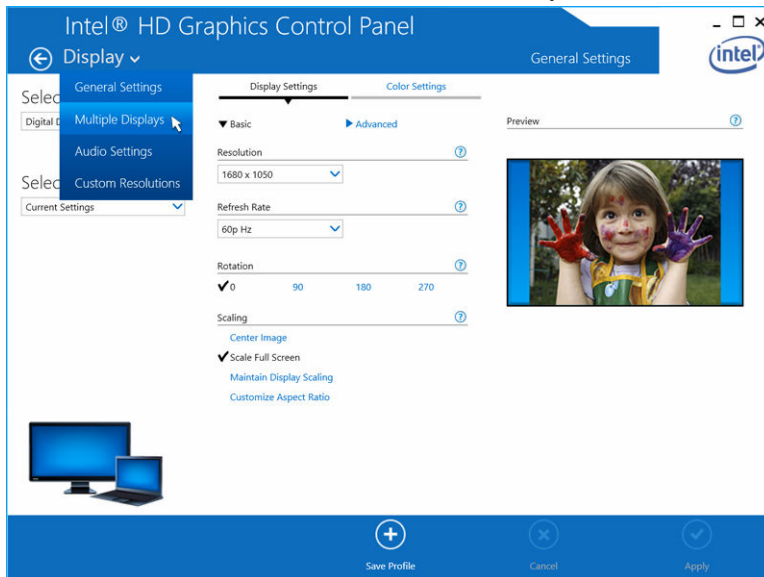 Intel® HD Graphics Control Panel
Display
General Settings
intel
General Settings
Multiple Displays
Audio Settings
Custom Resolutions
Selec
Digital D
Selec
Current Settings
Display Settings
Color Settings
Basic
Advanced
Resolution
?
1680 x 1050
Refresh Rate
?
60p Hz
Rotation
?
0 90 180 270
Scaling
?
Center Image
Scale Full Screen
Maintain Display Scaling
Customize Aspect Ratio
Preview
?
Save Profile
Cancel
Apply